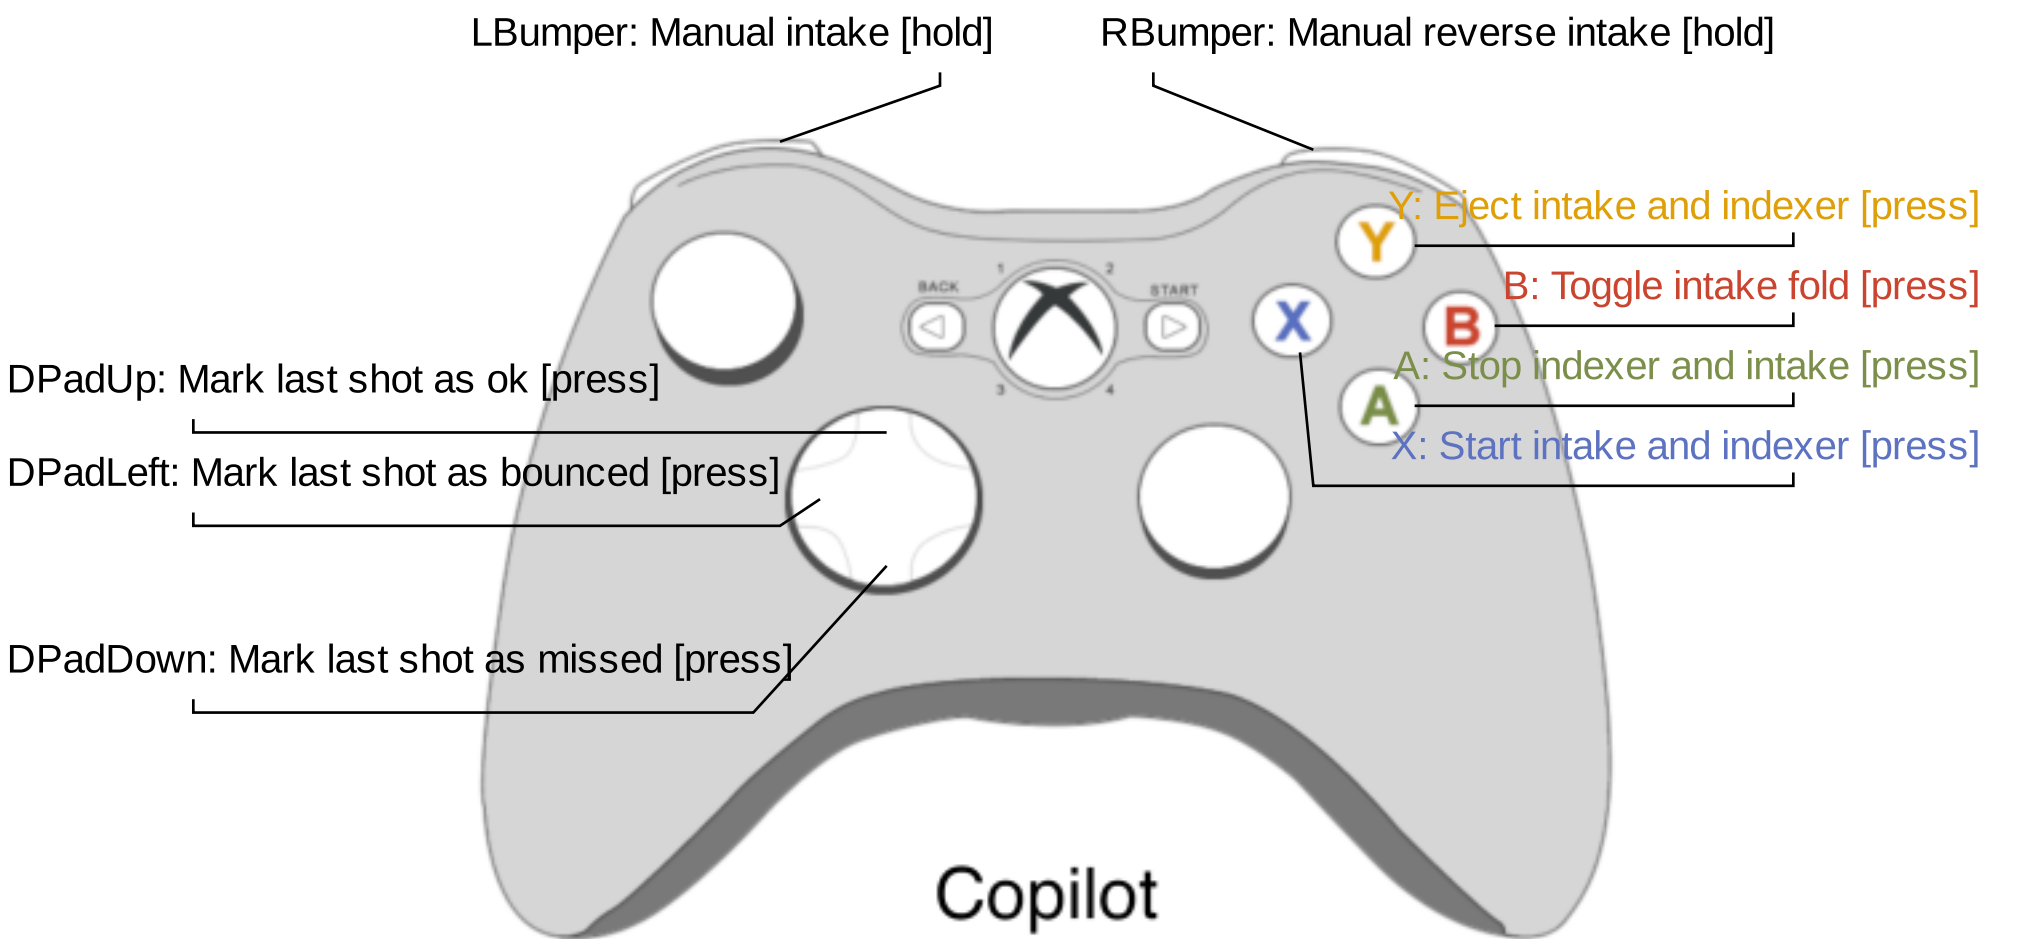 LBumper: Manual intake [hold]
RBumper: Manual reverse intake [hold]
Y: Eject intake and indexer [press]
Y
1
2
BACK
START
B: Toggle intake fold [press]
X
B
DPadUp: Mark last shot as ok [press]
3
4
A: Stop indexer and intake [press]
A
X: Start intake and indexer [press]
DPadLeft: Mark last shot as bounced [press]
DPadDown: Mark last shot as missed [press]
Copilot